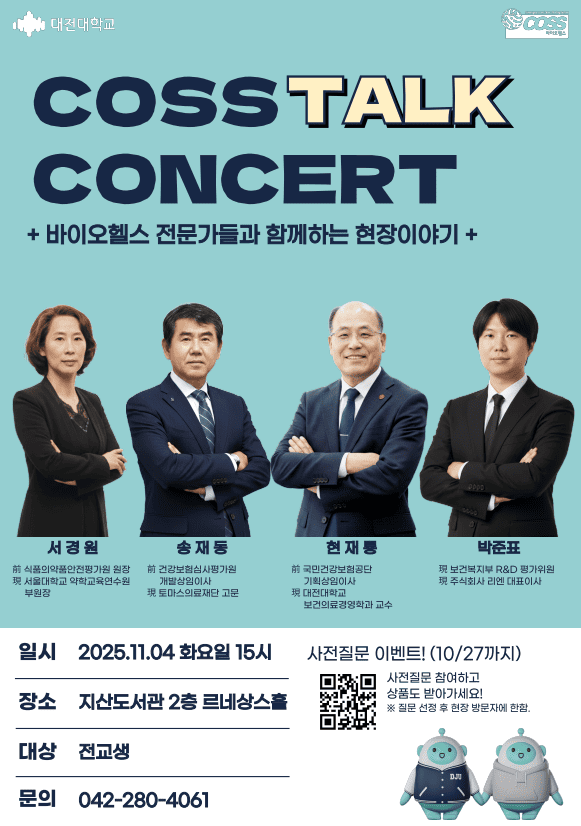 대전대학교
COSS
바이오헬스
COSS TALK
CONCERT
+ 바이오헬스 전문가들과 함께하는 현장이야기 +
서경원
前 식품의약품안전평가원 원장
現 서울대학교 약학교육연수원
부원장
송재동
前 건강보험심사평가원
개발상임이사
現 토마스의료재단 고문
현재룡
前 국민건강보험공단
기획상임이사
現 대전대학교
보건의료경영학과 교수
박준표
現 보건복지부 R&D 평가위원
現 주식회사 리엔 대표이사
일시 2025.11.04 화요일 15시
장소 지산도서관 2층 르네상스홀
대상 전교생
문의 042-280-4061
사전질문 이벤트! (10/27까지)
사전질문 참여하고
상품도 받아가세요!
※ 질문 선정 후 현장 방문자에 한함.
DJU